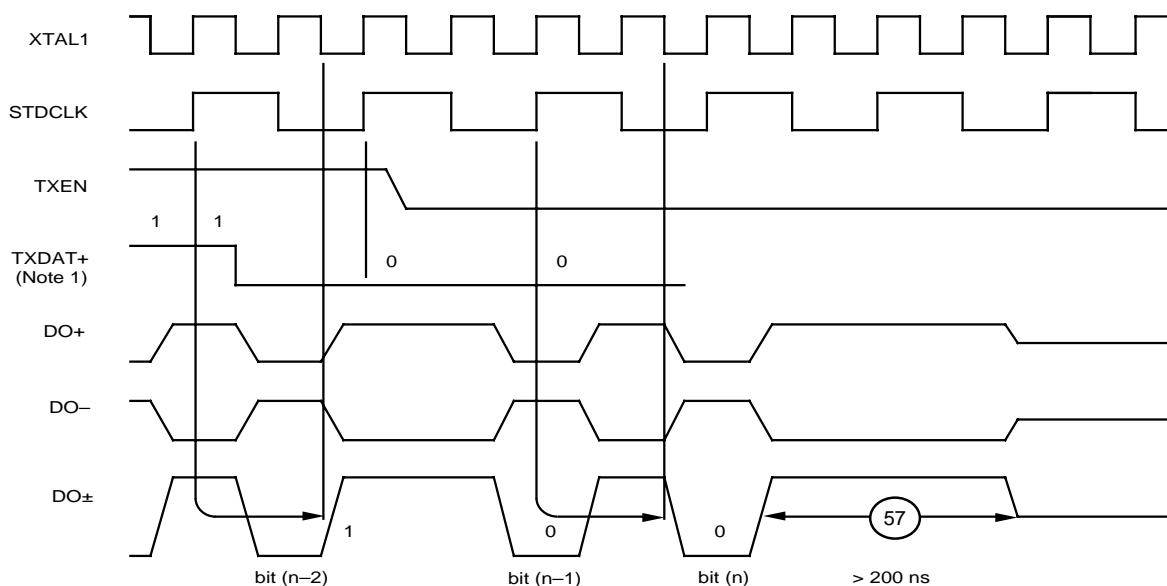 XTAL1
STDCLK
TXEN
1 1
TXDAT+
(Note 1)
0 0
DO+
DO–
DO±
57
1 0 0
bit (n–2) bit (n–1) bit (n) > 200 ns